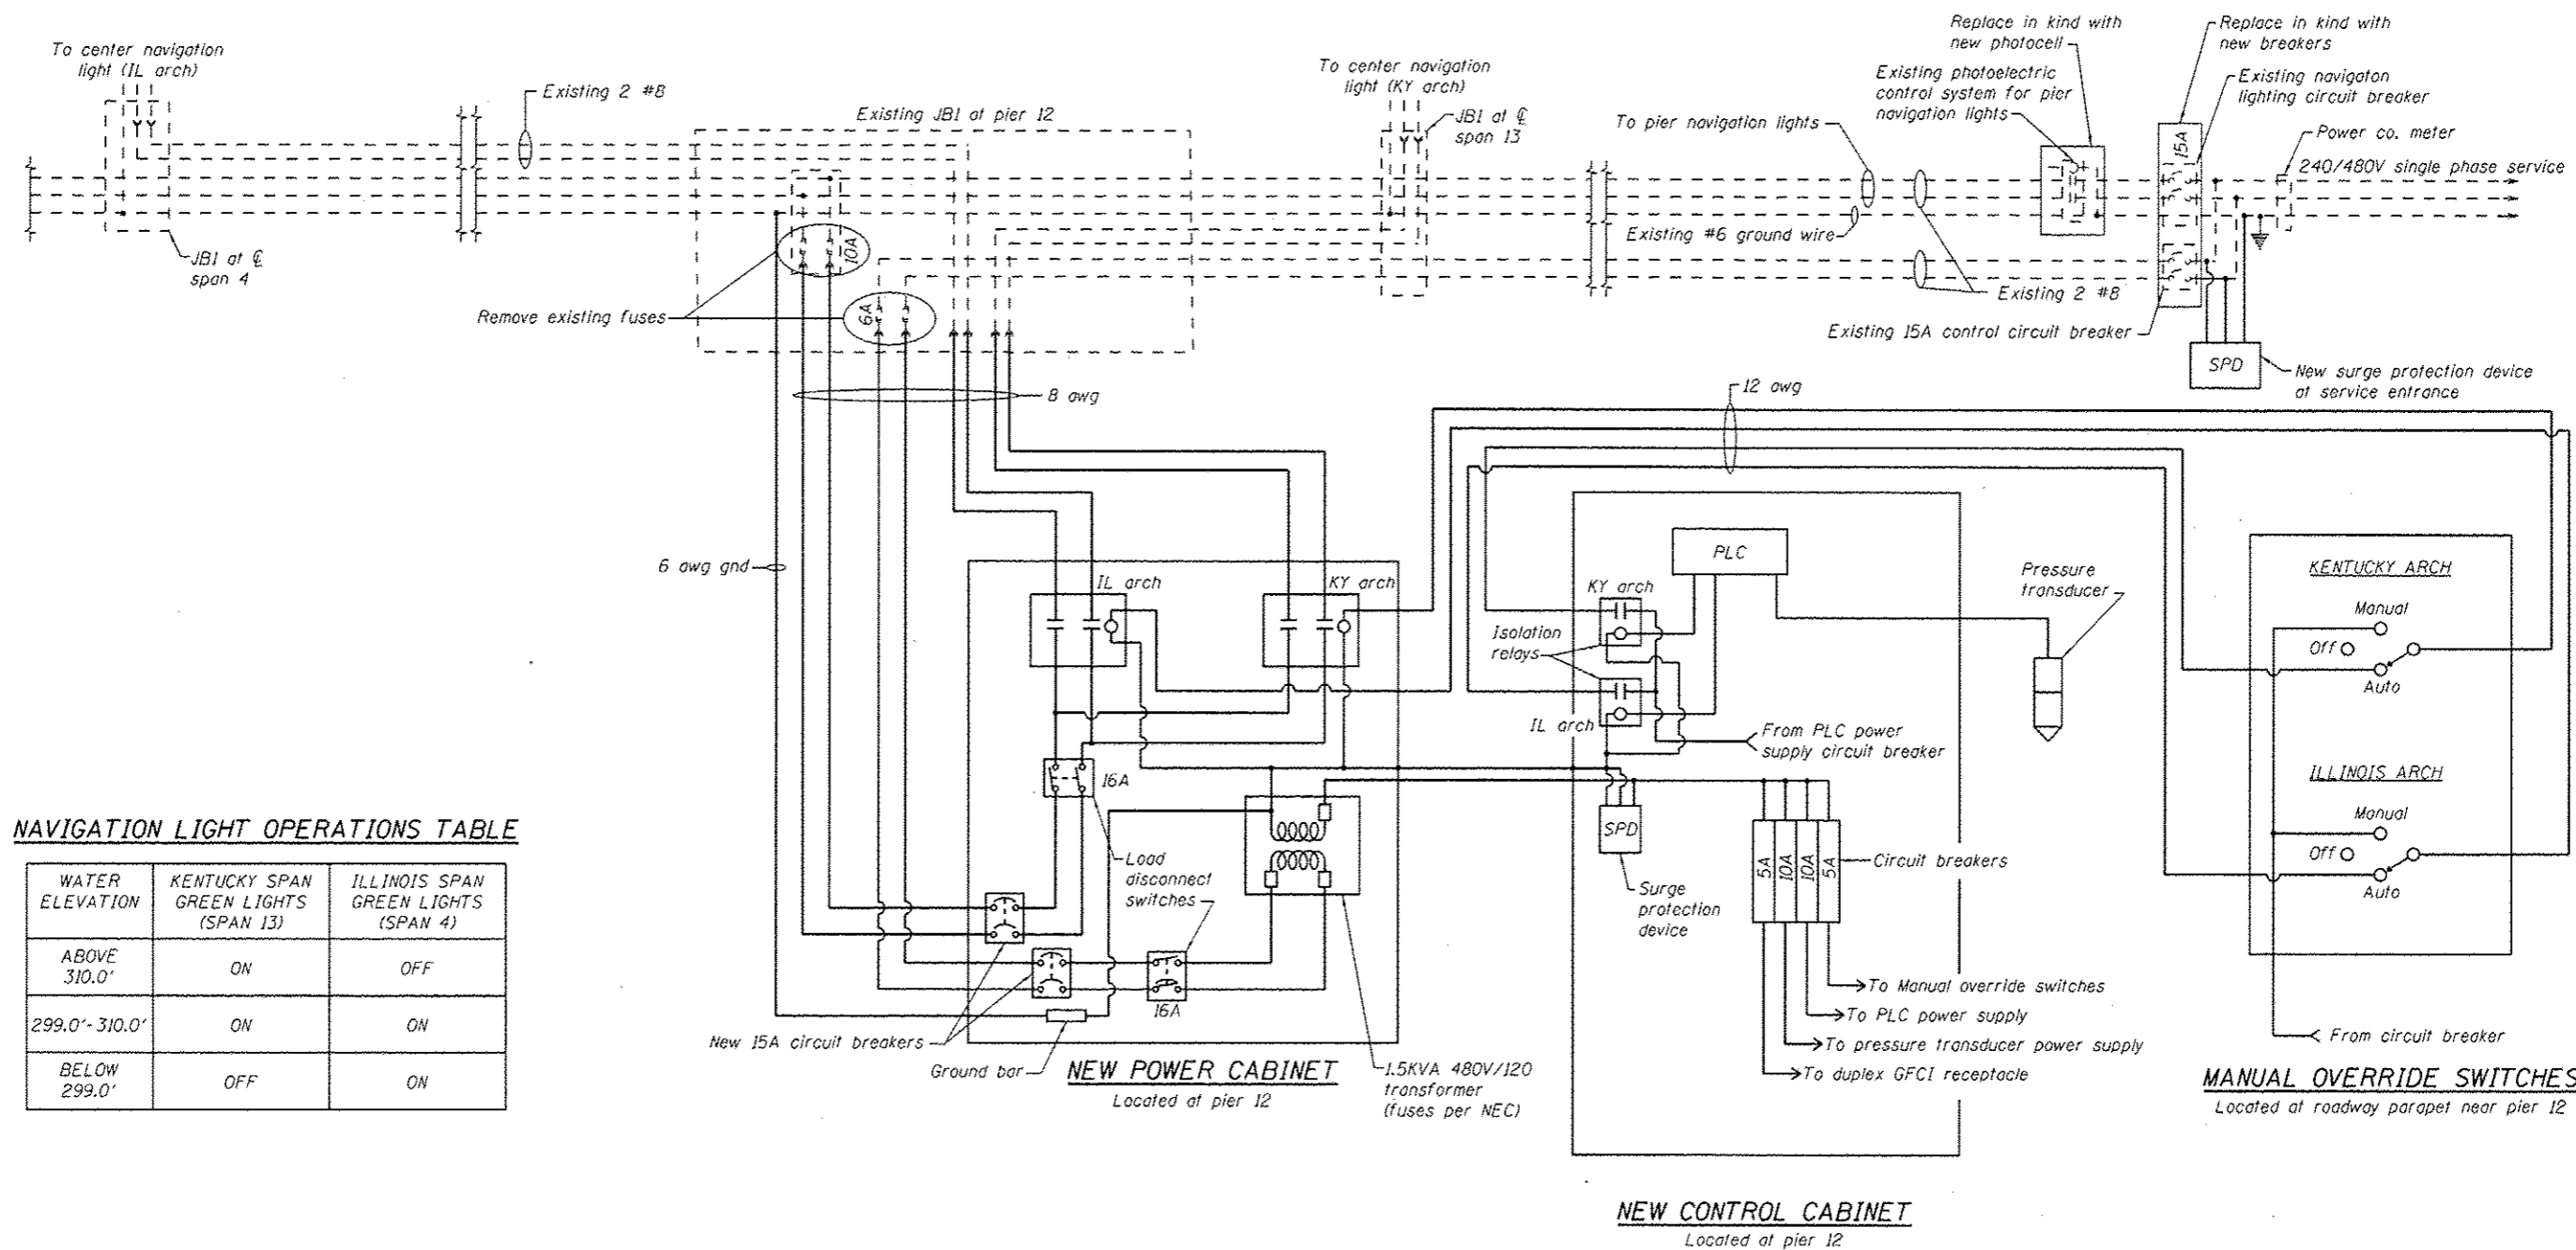 To center navigation
light (IL arch)
Existing 2 #8
Existing JB1 at pier 12
To center navigation
light (KY arch)
JB1 at ℄
span 13
Replace in kind with
new photocell
Replace in kind with
new breakers
Existing photoelectric
control system for pier
navigation lights
Existing navigaton
lighting circuit breaker
To pier navigation lights
15A
Power co. meter
240/480V single phase service
Existing #6 ground wire
JB1 at ℄
span 4
10A
Remove existing fuses
6A
Existing 2 #8
Existing 15A control circuit breaker
SPD
New surge protection device
at service entrance
8 awg
12 awg
6 awg gnd
IL arch
KY arch
PLC
KY arch
Isolation
relays
IL arch
From PLC power
supply circuit breaker
Pressure
transducer
KENTUCKY ARCH
Manual
Off
Auto
ILLINOIS ARCH
Manual
Off
Auto
16A
Load
disconnect
switches
SPD
Surge
protection
device
5A
10A
10A
5A
Circuit breakers
16A
New 15A circuit breakers
Ground bar
NEW POWER CABINET
Located at pier 12
1.5KVA 480V/120
transformer
(fuses per NEC)
To Manual override switches
To PLC power supply
To pressure transducer power supply
To duplex GFCI receptacle
From circuit breaker
MANUAL OVERRIDE SWITCHES
Located at roadway parapet near pier 12
NEW CONTROL CABINET
Located at pier 12
NAVIGATION LIGHT OPERATIONS TABLE
WATER
ELEVATION
KENTUCKY SPAN
GREEN LIGHTS
(SPAN 13)
ILLINOIS SPAN
GREEN LIGHTS
(SPAN 4)
ABOVE
310.0'
ON
OFF
299.0'-310.0'
ON
ON
BELOW
299.0'
OFF
ON